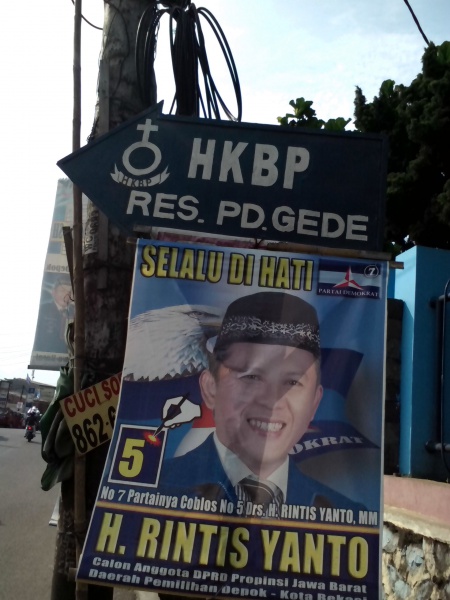 HKBP
HKBP
RES. PD. GEDE
SELALU DI HATI
7
PARTAI DEMOKRAT
CUCI SO
862-6
5
OKRAT
No 7 Partainya Coblos No 5 Drs. H. RINTIS YANTO, MM
H. RINTIS YANTO
Calon Anggota DPRD Propinsi Jawa Barat
Daerah Pemilihan Depok - Kota Bekasi